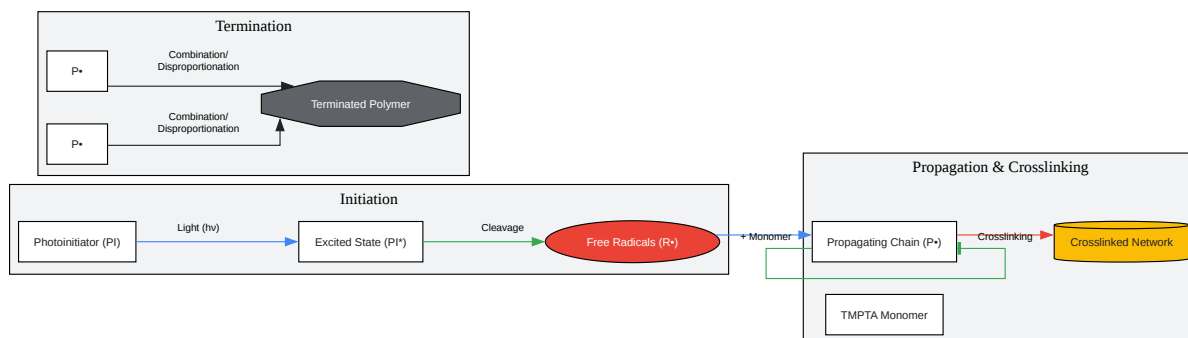 Termination
P•
Combination/
Disproportionation
Terminated Polymer
P•
Combination/
Disproportionation
Initiation
Photoinitiator (PI)
Light (hν)
Excited State (PI*)
Cleavage
Free Radicals (R•)
+ Monomer
Propagation & Crosslinking
Propagating Chain (P•)
Crosslinking
Crosslinked Network
TMPTA Monomer